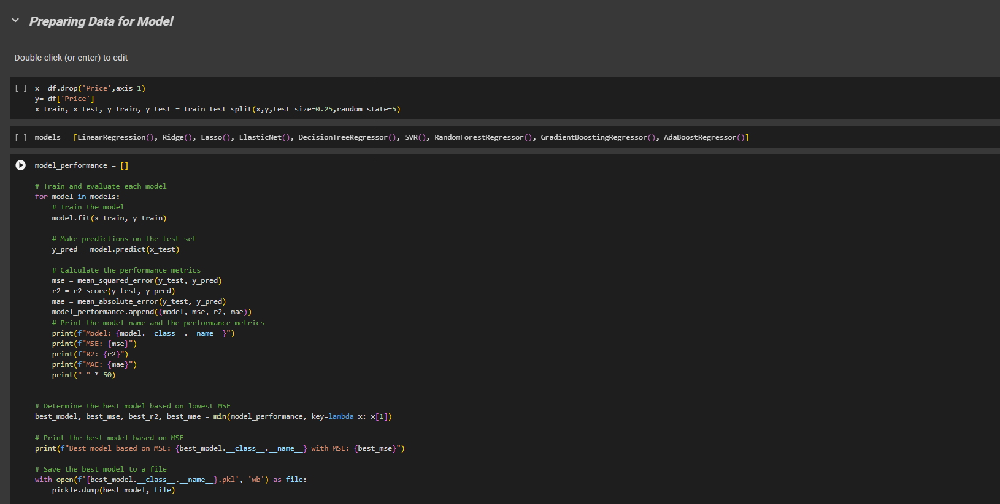 Preparing Data for Model
Double-click (or enter) to edit
[ ] x= df.drop('Price',axis=1)
y= df['Price']
x_train, x_test, y_train, y_test = train_test_split(x,y,test_size=0.25,random_state=5)
[ ] models = [LinearRegression(), Ridge(), Lasso(), ElasticNet(), DecisionTreeRegressor(), SVR(), RandomForestRegressor(), GradientBoostingRegressor(), AdaBoostRegressor()]
model_performance = []
# Train and evaluate each model
for model in models:
    # Train the model
    model.fit(x_train, y_train)
    # Make predictions on the test set
    y_pred = model.predict(x_test)
    # Calculate the performance metrics
    mse = mean_squared_error(y_test, y_pred)
    r2 = r2_score(y_test, y_pred)
    mae = mean_absolute_error(y_test, y_pred)
    model_performance.append((model, mse, r2, mae))
    # Print the model name and the performance metrics
    print(f"Model: {model.__class__.__name__}")
    print(f"MSE: {mse}")
    print(f"R2: {r2}")
    print(f"MAE: {mae}")
    print("-" * 50)
# Determine the best model based on lowest MSE
best_model, best_mse, best_r2, best_mae = min(model_performance, key=lambda x: x[1])
# Print the best model based on MSE
print(f"Best model based on MSE: {best_model.__class__.__name__} with MSE: {best_mse}")
# Save the best model to a file
with open(f'{best_model.__class__.__name__}.pkl', 'wb') as file:
    pickle.dump(best_model, file)